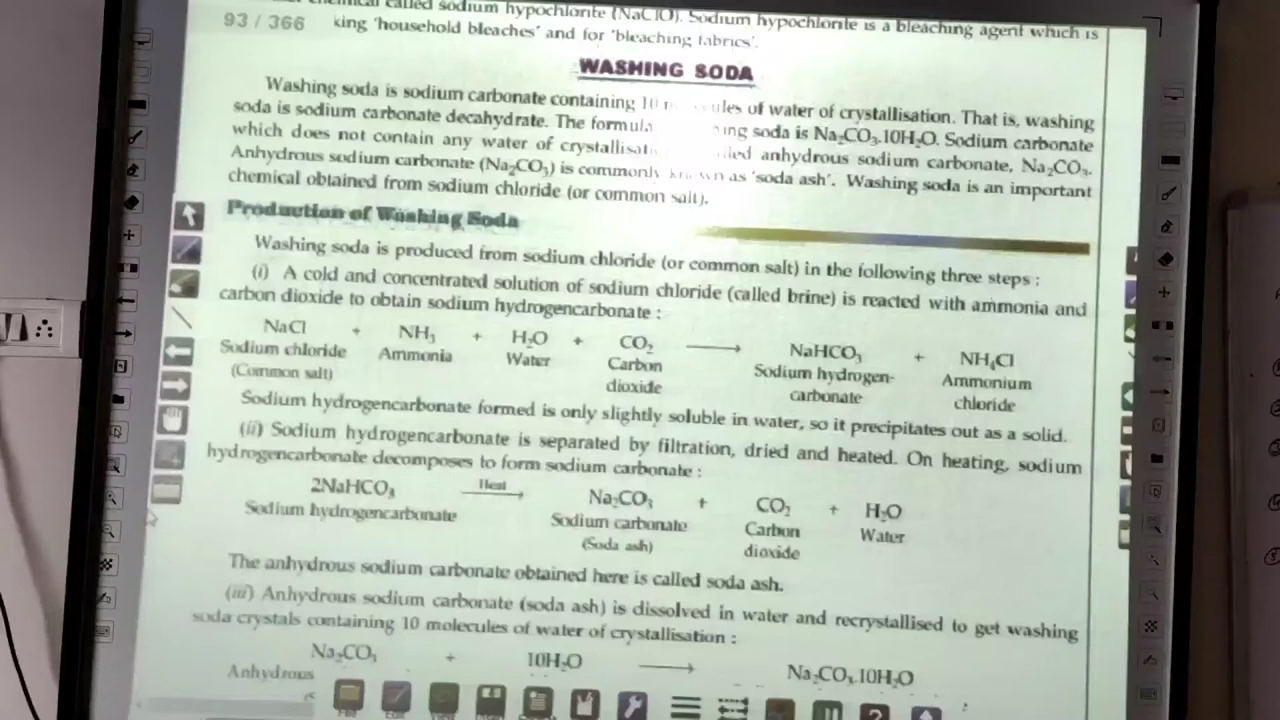 called sodium hypochlorite (NaClO). Sodium hypochlorite is a bleaching agent which is
93 / 366 king 'household bleaches' and for 'bleaching fabrics'.
WASHING SODA
Washing soda is sodium carbonate containing 10 of water of crystallisation. That is, washing
soda is sodium carbonate decahydrate. The formula soda is Na₂CO₃.10H₂O. Sodium carbonate
which does not contain any water of crystallisati anhydrous sodium carbonate, Na₂CO₃.
Anhydrous sodium carbonate (Na₂CO₃) is commonly known as 'soda ash'. Washing soda is an important
chemical obtained from sodium chloride (or common salt).
Production of Washing Soda
Washing soda is produced from sodium chloride (or common salt) in the following three steps :
(i) A cold and concentrated solution of sodium chloride (called brine) is reacted with ammonia and
carbon dioxide to obtain sodium hydrogencarbonate :
NaCl + NH₃ + H₂O + CO₂ ⟶ NaHCO₃ + NH₄Cl
Sodium chloride Ammonia Water Carbon Sodium hydrogen- Ammonium
(Common salt) dioxide carbonate chloride
Sodium hydrogencarbonate formed is only slightly soluble in water, so it precipitates out as a solid.
(ii) Sodium hydrogencarbonate is separated by filtration, dried and heated. On heating, sodium
hydrogencarbonate decomposes to form sodium carbonate :
Heat
2NaHCO₃ ⟶ Na₂CO₃ + CO₂ + H₂O
Sodium hydrogencarbonate Sodium carbonate Carbon Water
(Soda ash) dioxide
The anhydrous sodium carbonate obtained here is called soda ash.
(iii) Anhydrous sodium carbonate (soda ash) is dissolved in water and recrystallised to get washing
soda crystals containing 10 molecules of water of crystallisation :
Na₂CO₃ + 10H₂O ⟶ Na₂CO₃.10H₂O
Anhydrous